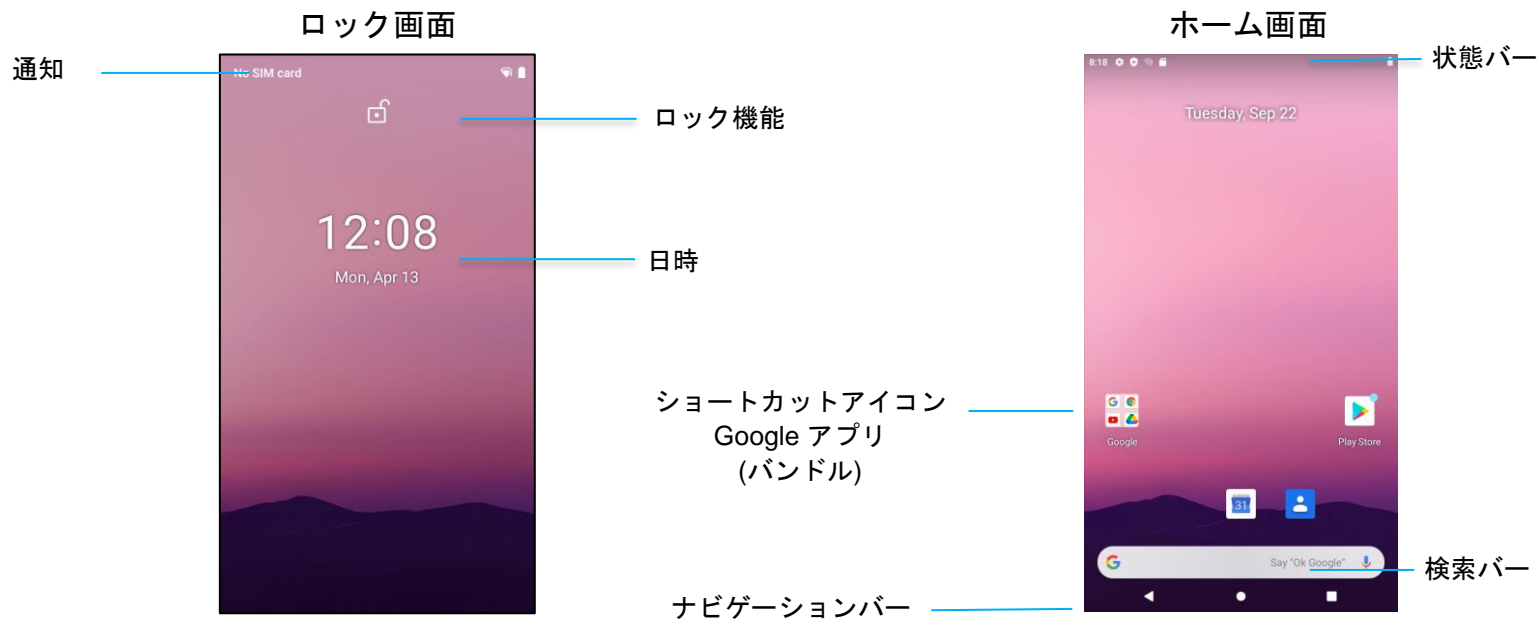 ロック画面
ホーム画面
通知
No SIM card
ロック機能
12:08
Mon, Apr 13
日時
8:18
状態バー
Tuesday, Sep 22
ショートカットアイコン
Google アプリ
(バンドル)
Google
Play Store
31
G
Say "Ok Google"
検索バー
ナビゲーションバー